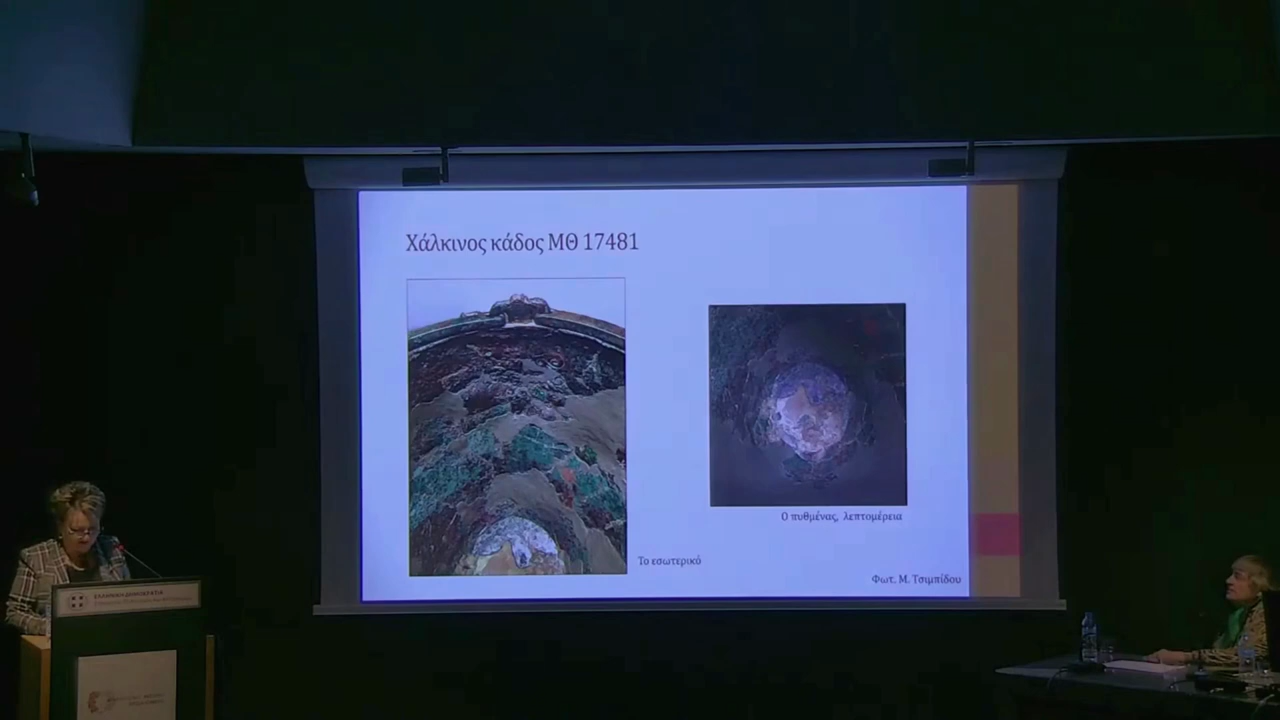 Χάλκινος κάδος ΜΘ 17481
Ο πυθμένας, λεπτομέρεια
Το εσωτερικό
Φωτ. Μ. Τσιμπίδου
ΕΛΛΗΝΙΚΗ ΔΗΜΟΚΡΑΤΙΑ